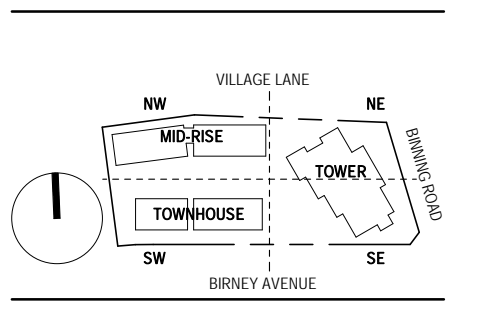 VILLAGE LANE
NW
NE
MID-RISE
BINNING ROAD
TOWER
TOWNHOUSE
SW
SE
BIRNEY AVENUE